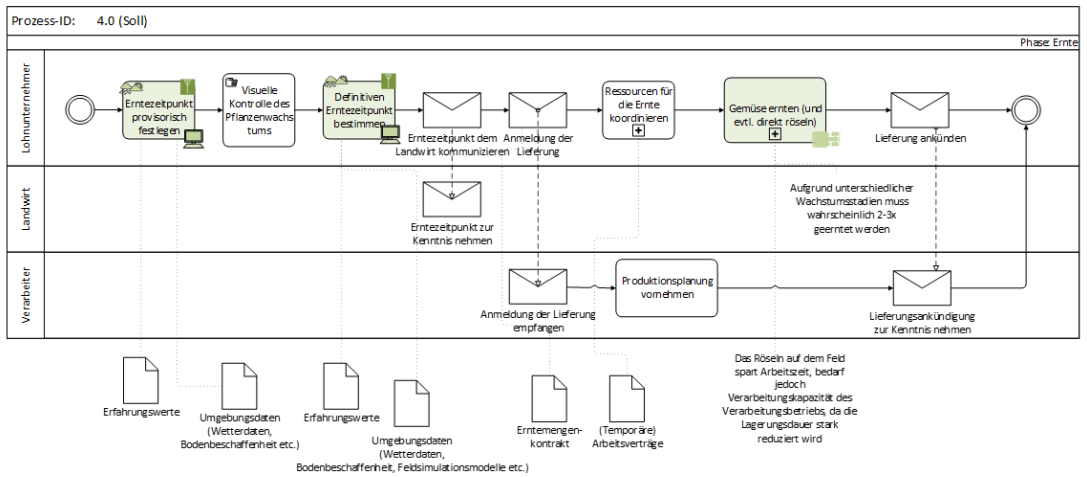 Prozess-ID: 4.0 (Soll)
Phase: Ernte
Lohnunternehmer
Erntezeitpunkt
provisorisch
festlegen
Visuelle
Kontrolle des
Pflanzenwachs
tums
Definitiven
Erntezeitpunkt
bestimmen
Erntezeitpunkt dem
Landwirt kommunizieren
Anmeldung der
Lieferung
Ressourcen für
die Ernte
koordinieren
Gemüse ernten (und
evtl. direkt röseln)
Lieferung ankünden
Landwirt
Erntezeitpunkt zur
Kenntnis nehmen
Aufgrund unterschiedlicher
Wachstumsstadien muss
wahrscheinlich 2-3x
geerntet werden
Verarbeiter
Anmeldung der Lieferung
empfangen
Produktionsplanung
vornehmen
Lieferungsankündigung
zur Kenntnis nehmen
Erfahrungswerte
Umgebungsdaten
(Wetterdaten,
Bodenbeschaffenheit etc.)
Erfahrungswerte
Umgebungsdaten
(Wetterdaten,
Bodenbeschaffenheit, Feldsimulationsmodelle etc.)
Erntemengen-
kontrakt
(Temporäre)
Arbeitsverträge
Das Röseln auf dem Feld
spart Arbeitszeit, bedarf
jedoch
Verarbeitungskapazität des
Verarbeitungsbetriebs, da die
Lagerungsdauer stark
reduziert wird